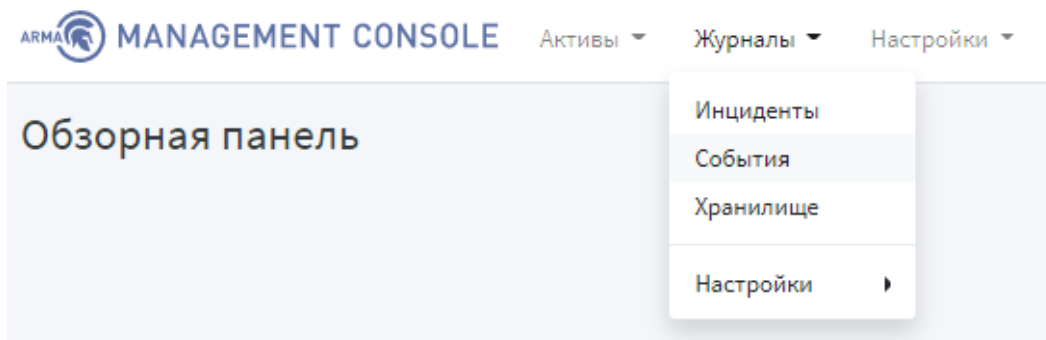 ARMA MANAGEMENT CONSOLE Активы Журналы Настройки
Обзорная панель
Инциденты
События
Хранилище
Настройки